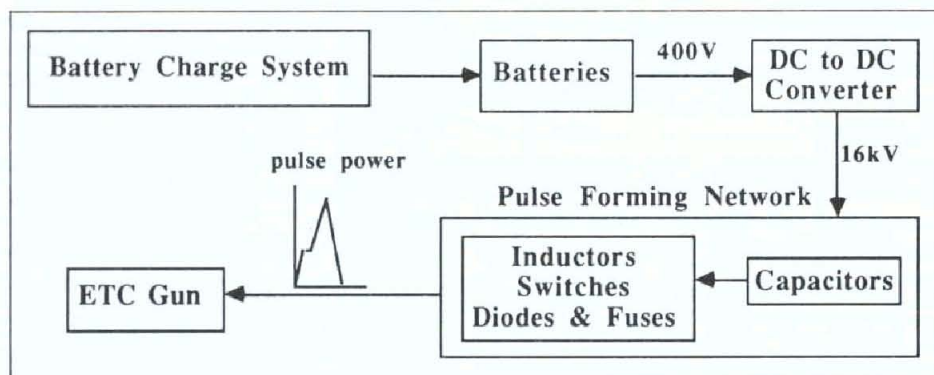 Battery Charge System
Batteries
400V
DC to DC
Converter
16kV
pulse power
Pulse Forming Network
Inductors
Switches
Diodes & Fuses
Capacitors
ETC Gun